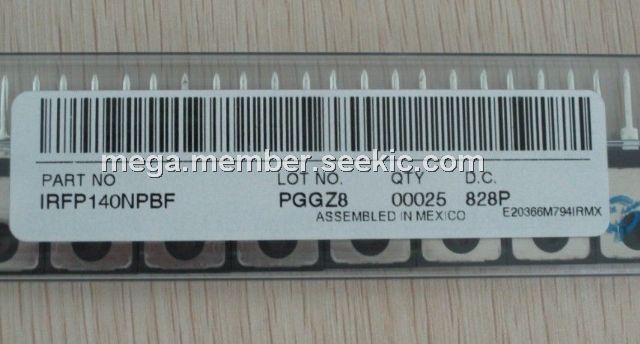 mega.member.seekic.com
PART NO LOT NO. QTY D.C.
IRFP140NPBF PGGZ8 00025 828P
ASSEMBLED IN MEXICO E20366M794IRMX